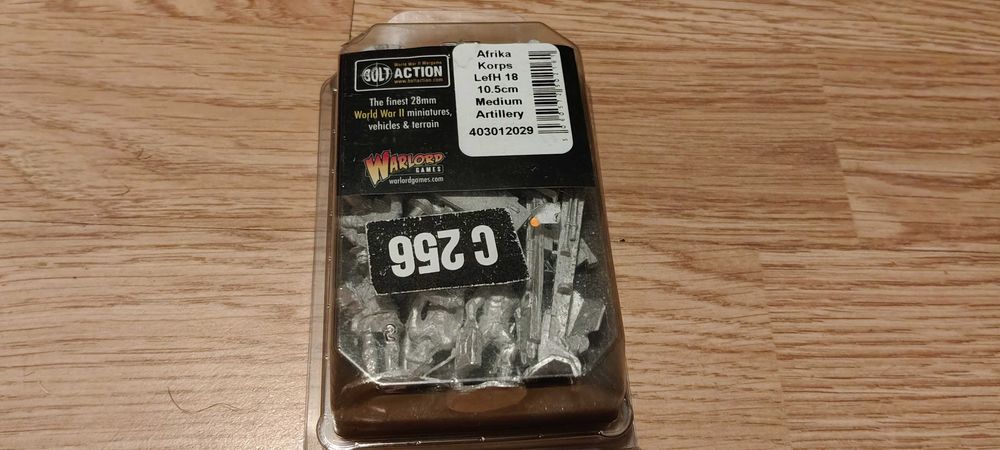 World War II Wargame
BOLT ACTION
www.boltaction.com
The finest 28mm
World War II miniatures,
vehicles & terrain
WARLORD
GAMES
warlordgames.com
Afrika
Korps
LefH 18
10.5cm
Medium
Artillery
403012029
C 256